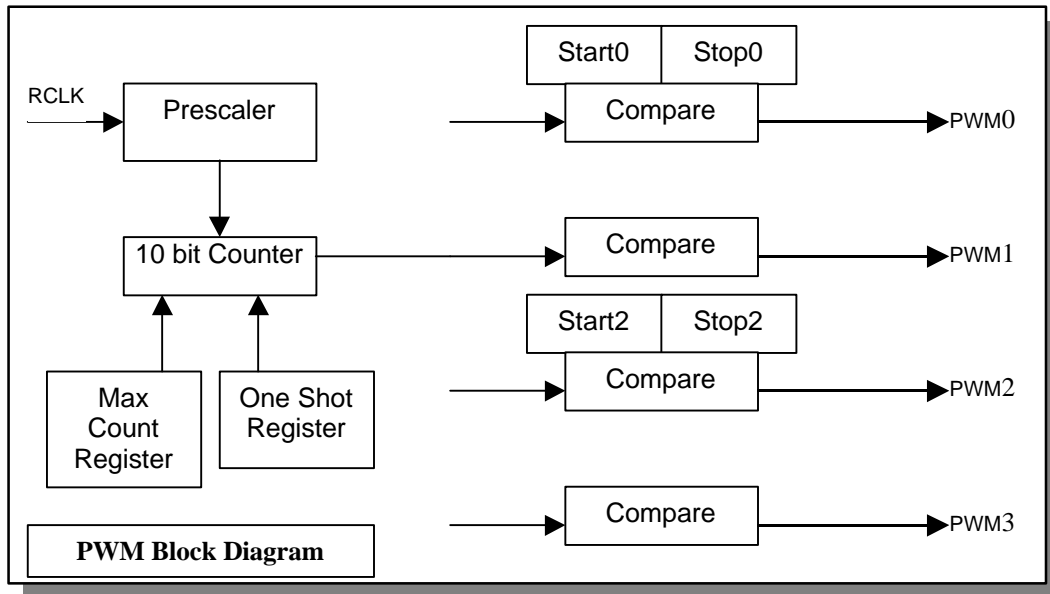 RCLK
Prescaler
10 bit Counter
Max
Count
Register
One Shot
Register
PWM Block Diagram
Start0
Stop0
Compare
PWM0
Compare
PWM1
Start2
Stop2
Compare
PWM2
Compare
PWM3